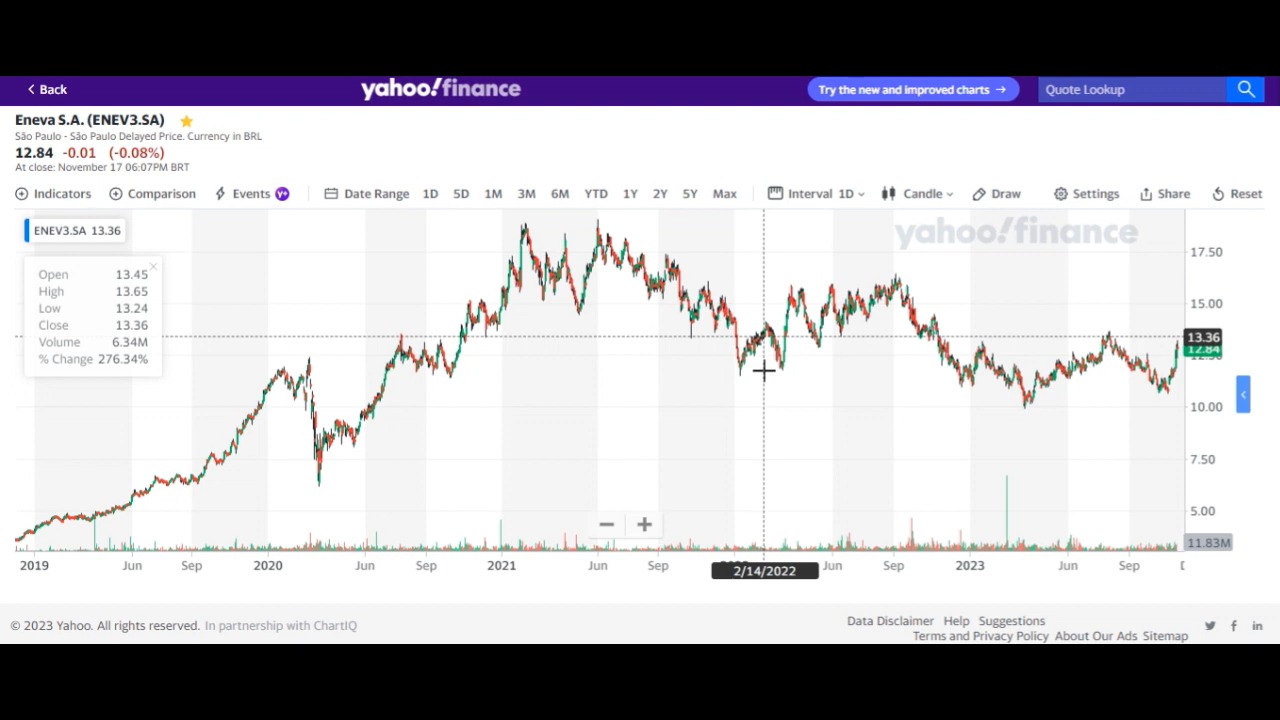 Back
yahoo!finance
Try the new and improved charts →
Quote Lookup
Eneva S.A. (ENEV3.SA)
São Paulo - São Paulo Delayed Price. Currency in BRL
12.84 -0.01 (-0.08%)
At close: November 17 06:07PM BRT
Indicators Comparison Events y+ Date Range 1D 5D 1M 3M 6M YTD 1Y 2Y 5Y Max Interval 1D Candle Draw Settings Share Reset
ENEV3.SA 13.36
yahoo!finance
Open 13.45
High 13.65
Low 13.24
Close 13.36
Volume 6.34M
% Change 276.34%
17.50
15.00
13.36
12.84
12.50
10.00
7.50
5.00
11.83M
2019 Jun Sep 2020 Jun Sep 2021 Jun Sep 2/14/2022 Jun Sep 2023 Jun Sep
© 2023 Yahoo. All rights reserved. In partnership with ChartIQ
Data Disclaimer Help Suggestions
Terms and Privacy Policy About Our Ads Sitemap